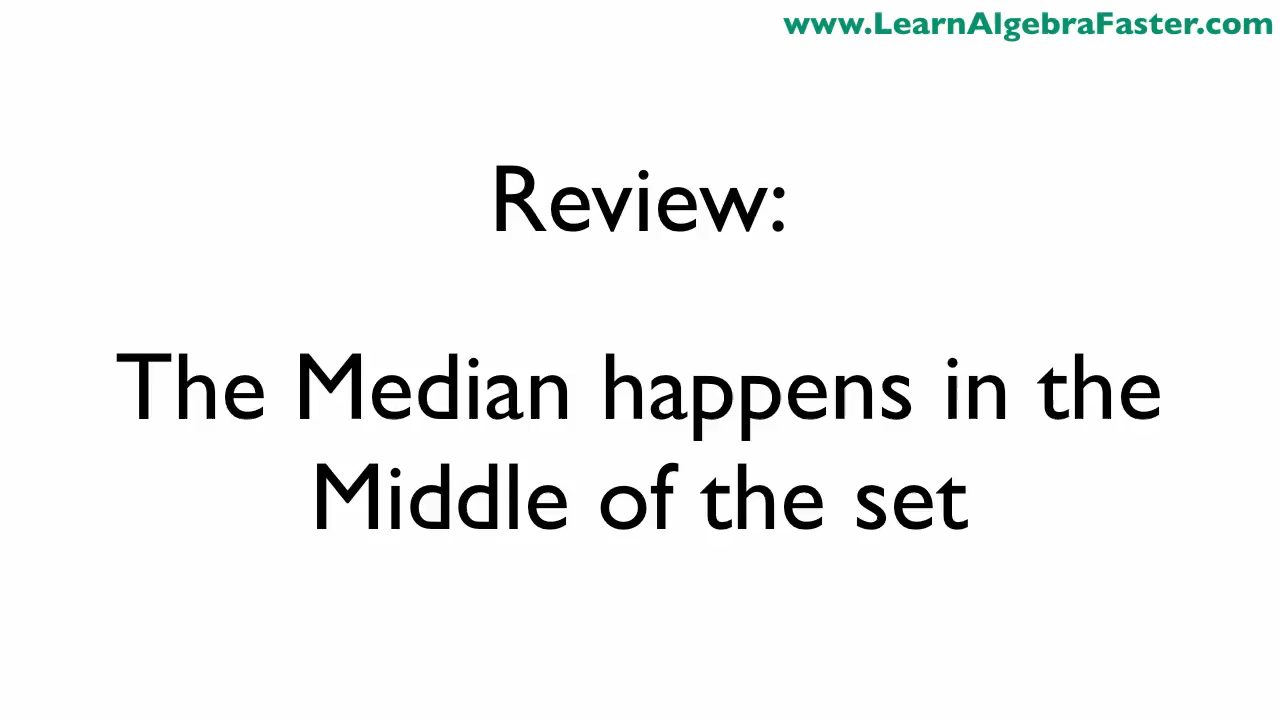 www.LearnAlgebraFaster.com
Review:
The Median happens in the
Middle of the set